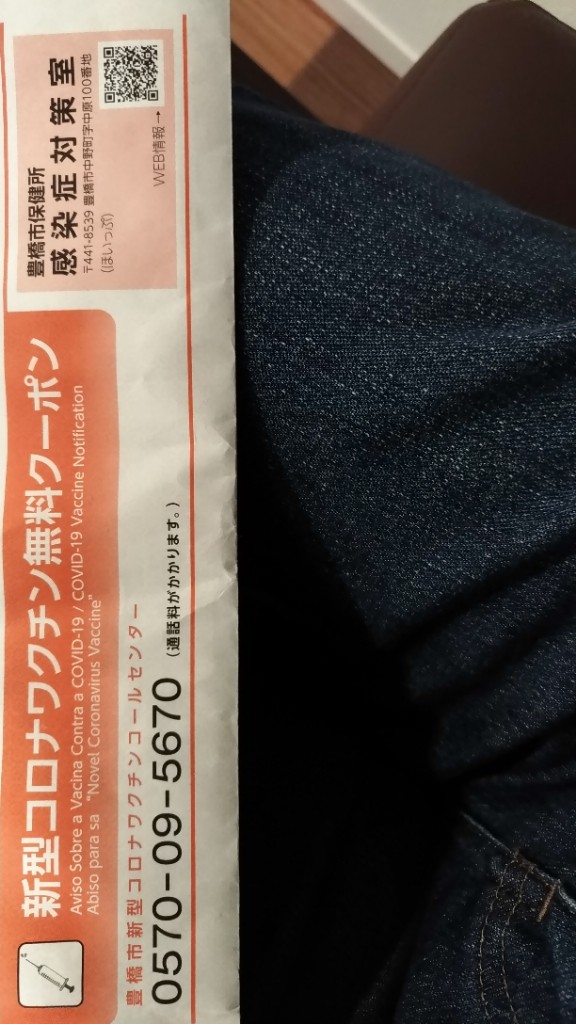 新型コロナワクチン無料クーポン
Aviso Sobre a Vacina Contra a COVID-19 / COVID-19 Vaccine Notification
Abiso para sa “Novel Coronavirus Vaccine”
豊橋市新型コロナワクチンコールセンター
0570-09-5670 (通話料がかかります。)
豊橋市保健所
感染症対策室
〒441-8539 豊橋市中野町字中原100番地
(ほいっぷ)
WEB情報→